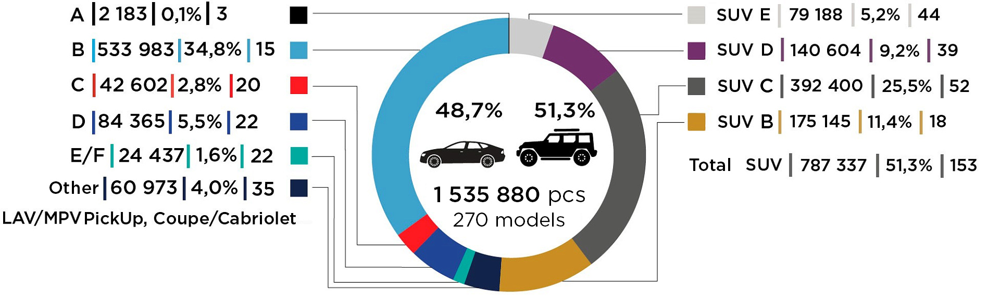 A | 2 183 | 0,1% | 3
B | 533 983 | 34,8% | 15
C | 42 602 | 2,8% | 20
D | 84 365 | 5,5% | 22
E/F | 24 437 | 1,6% | 22
Other | 60 973 | 4,0% | 35
LAV/MPV PickUp, Coupe/Cabriolet
48,7% 51,3%
1 535 880 pcs
270 models
SUV E | 79 188 | 5,2% | 44
SUV D | 140 604 | 9,2% | 39
SUV C | 392 400 | 25,5% | 52
SUV B | 175 145 | 11,4% | 18
Total SUV | 787 337 | 51,3% | 153